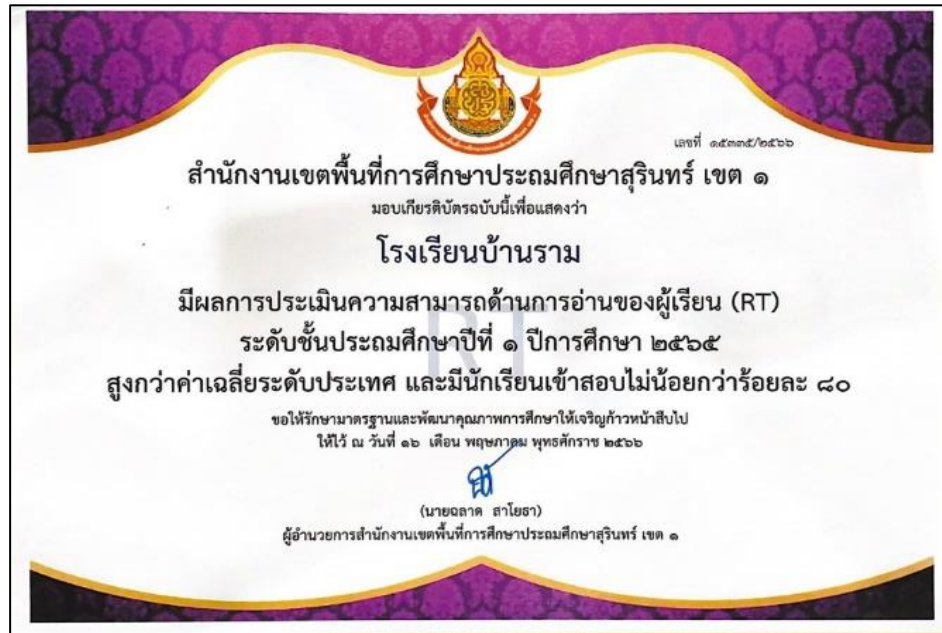 เลขที่ ๑๕๓๓๕/๒๕๖๖
สำนักงานเขตพื้นที่การศึกษาประถมศึกษาสุรินทร์ เขต ๑
มอบเกียรติบัตรฉบับนี้เพื่อแสดงว่า
โรงเรียนบ้านราม
RT
มีผลการประเมินความสามารถด้านการอ่านของผู้เรียน (RT)
ระดับชั้นประถมศึกษาปีที่ ๑ ปีการศึกษา ๒๕๖๕
สูงกว่าค่าเฉลี่ยระดับประเทศ และมีนักเรียนเข้าสอบไม่น้อยกว่าร้อยละ ๘๐
ขอให้รักษามาตรฐานและพัฒนาคุณภาพการศึกษาให้เจริญก้าวหน้าสืบไป
ให้ไว้ ณ วันที่ ๑๖ เดือน พฤษภาคม พุทธศักราช ๒๕๖๖
(นายฉลาด สาโยธา)
ผู้อำนวยการสำนักงานเขตพื้นที่การศึกษาประถมศึกษาสุรินทร์ เขต ๑